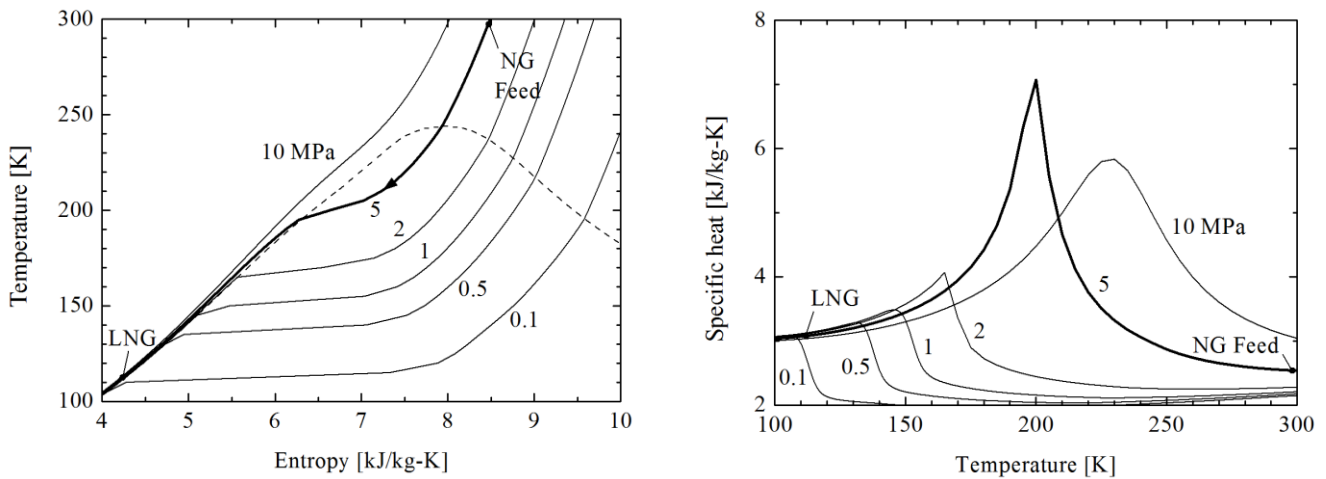 300
250
200
150
100
Temperature [K]
NG
Feed
10 MPa
5
2
1
0.5
0.1
LNG
4
5
6
7
8
9
10
Entropy [kJ/kg-K]
8
6
4
2
Specific heat [kJ/kg-K]
10 MPa
5
LNG
2
1
0.5
0.1
NG Feed
100
150
200
250
300
Temperature [K]